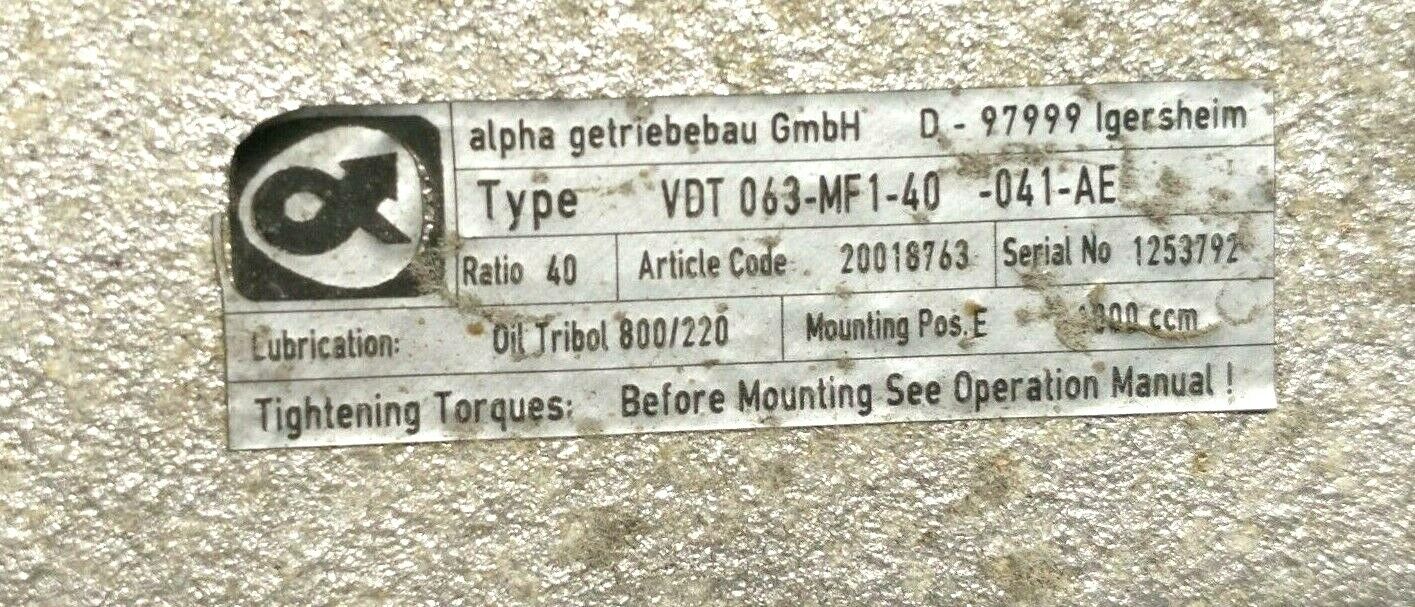 alpha getriebebau GmbH D - 97999 Igersheim
Type VDT 063-MF1-40 -041-AE
Ratio 40 Article Code 20018763 Serial No 1253792
Lubrication: Oil Tribol 800/220 Mounting Pos. E ccm
Tightening Torques: Before Mounting See Operation Manual !